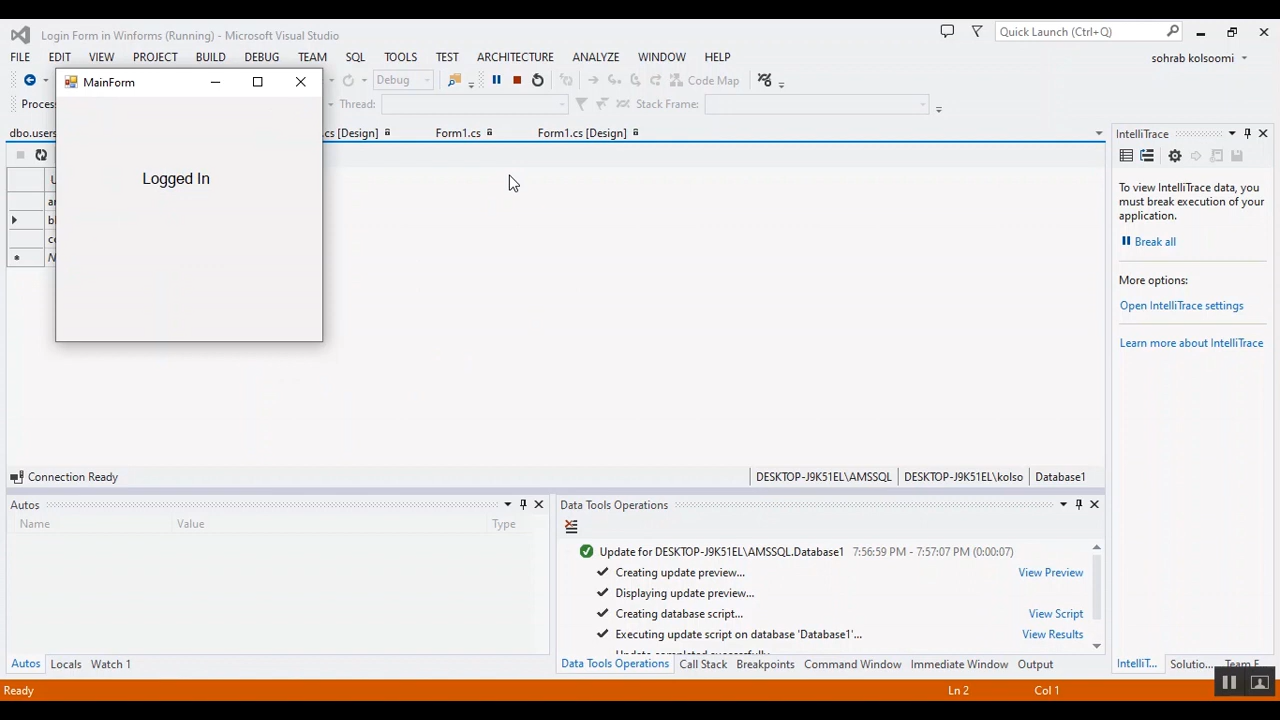 Login Form in Winforms (Running) - Microsoft Visual Studio
Quick Launch (Ctrl+Q)
FILE EDIT VIEW PROJECT BUILD DEBUG TEAM SQL TOOLS TEST ARCHITECTURE ANALYZE WINDOW HELP
sohrab kolsoomi
MainForm
Debug
Code Map
Proces
Thread:
Stack Frame:
dbo.users
.cs [Design]
Form1.cs
Form1.cs [Design]
IntelliTrace
Logged In
To view IntelliTrace data, you
must break execution of your
application.
Break all
More options:
Open IntelliTrace settings
Learn more about IntelliTrace
Connection Ready
DESKTOP-J9K51EL\AMSSQL
DESKTOP-J9K51EL\kolso
Database1
Autos
Name Value Type
Data Tools Operations
Update for DESKTOP-J9K51EL\AMSSQL.Database1 7:56:59 PM - 7:57:07 PM (0:00:07)
Creating update preview... View Preview
Displaying update preview...
Creating database script... View Script
Executing update script on database 'Database1'... View Results
Update completed successfully
Autos Locals Watch 1
Data Tools Operations Call Stack Breakpoints Command Window Immediate Window Output
IntelliT... Solutio... Team E
Ready
Ln 2
Col 1